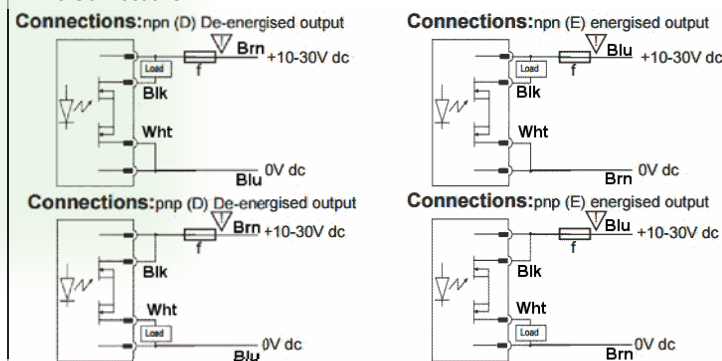 Connections:npn (D) De-energised output
Brn +10-30V dc
Load
f
Blk
Wht
0V dc
Blu
Connections:npn (E) energised output
Blu +10-30V dc
Load
f
Blk
Wht
0V dc
Brn
Connections:pnp (D) De-energised output
Brn +10-30V dc
f
Blk
Wht
Load
0V dc
Blu
Connections:pnp (E) energised output
Blu +10-30V dc
f
Blk
Wht
Load
0V dc
Brn